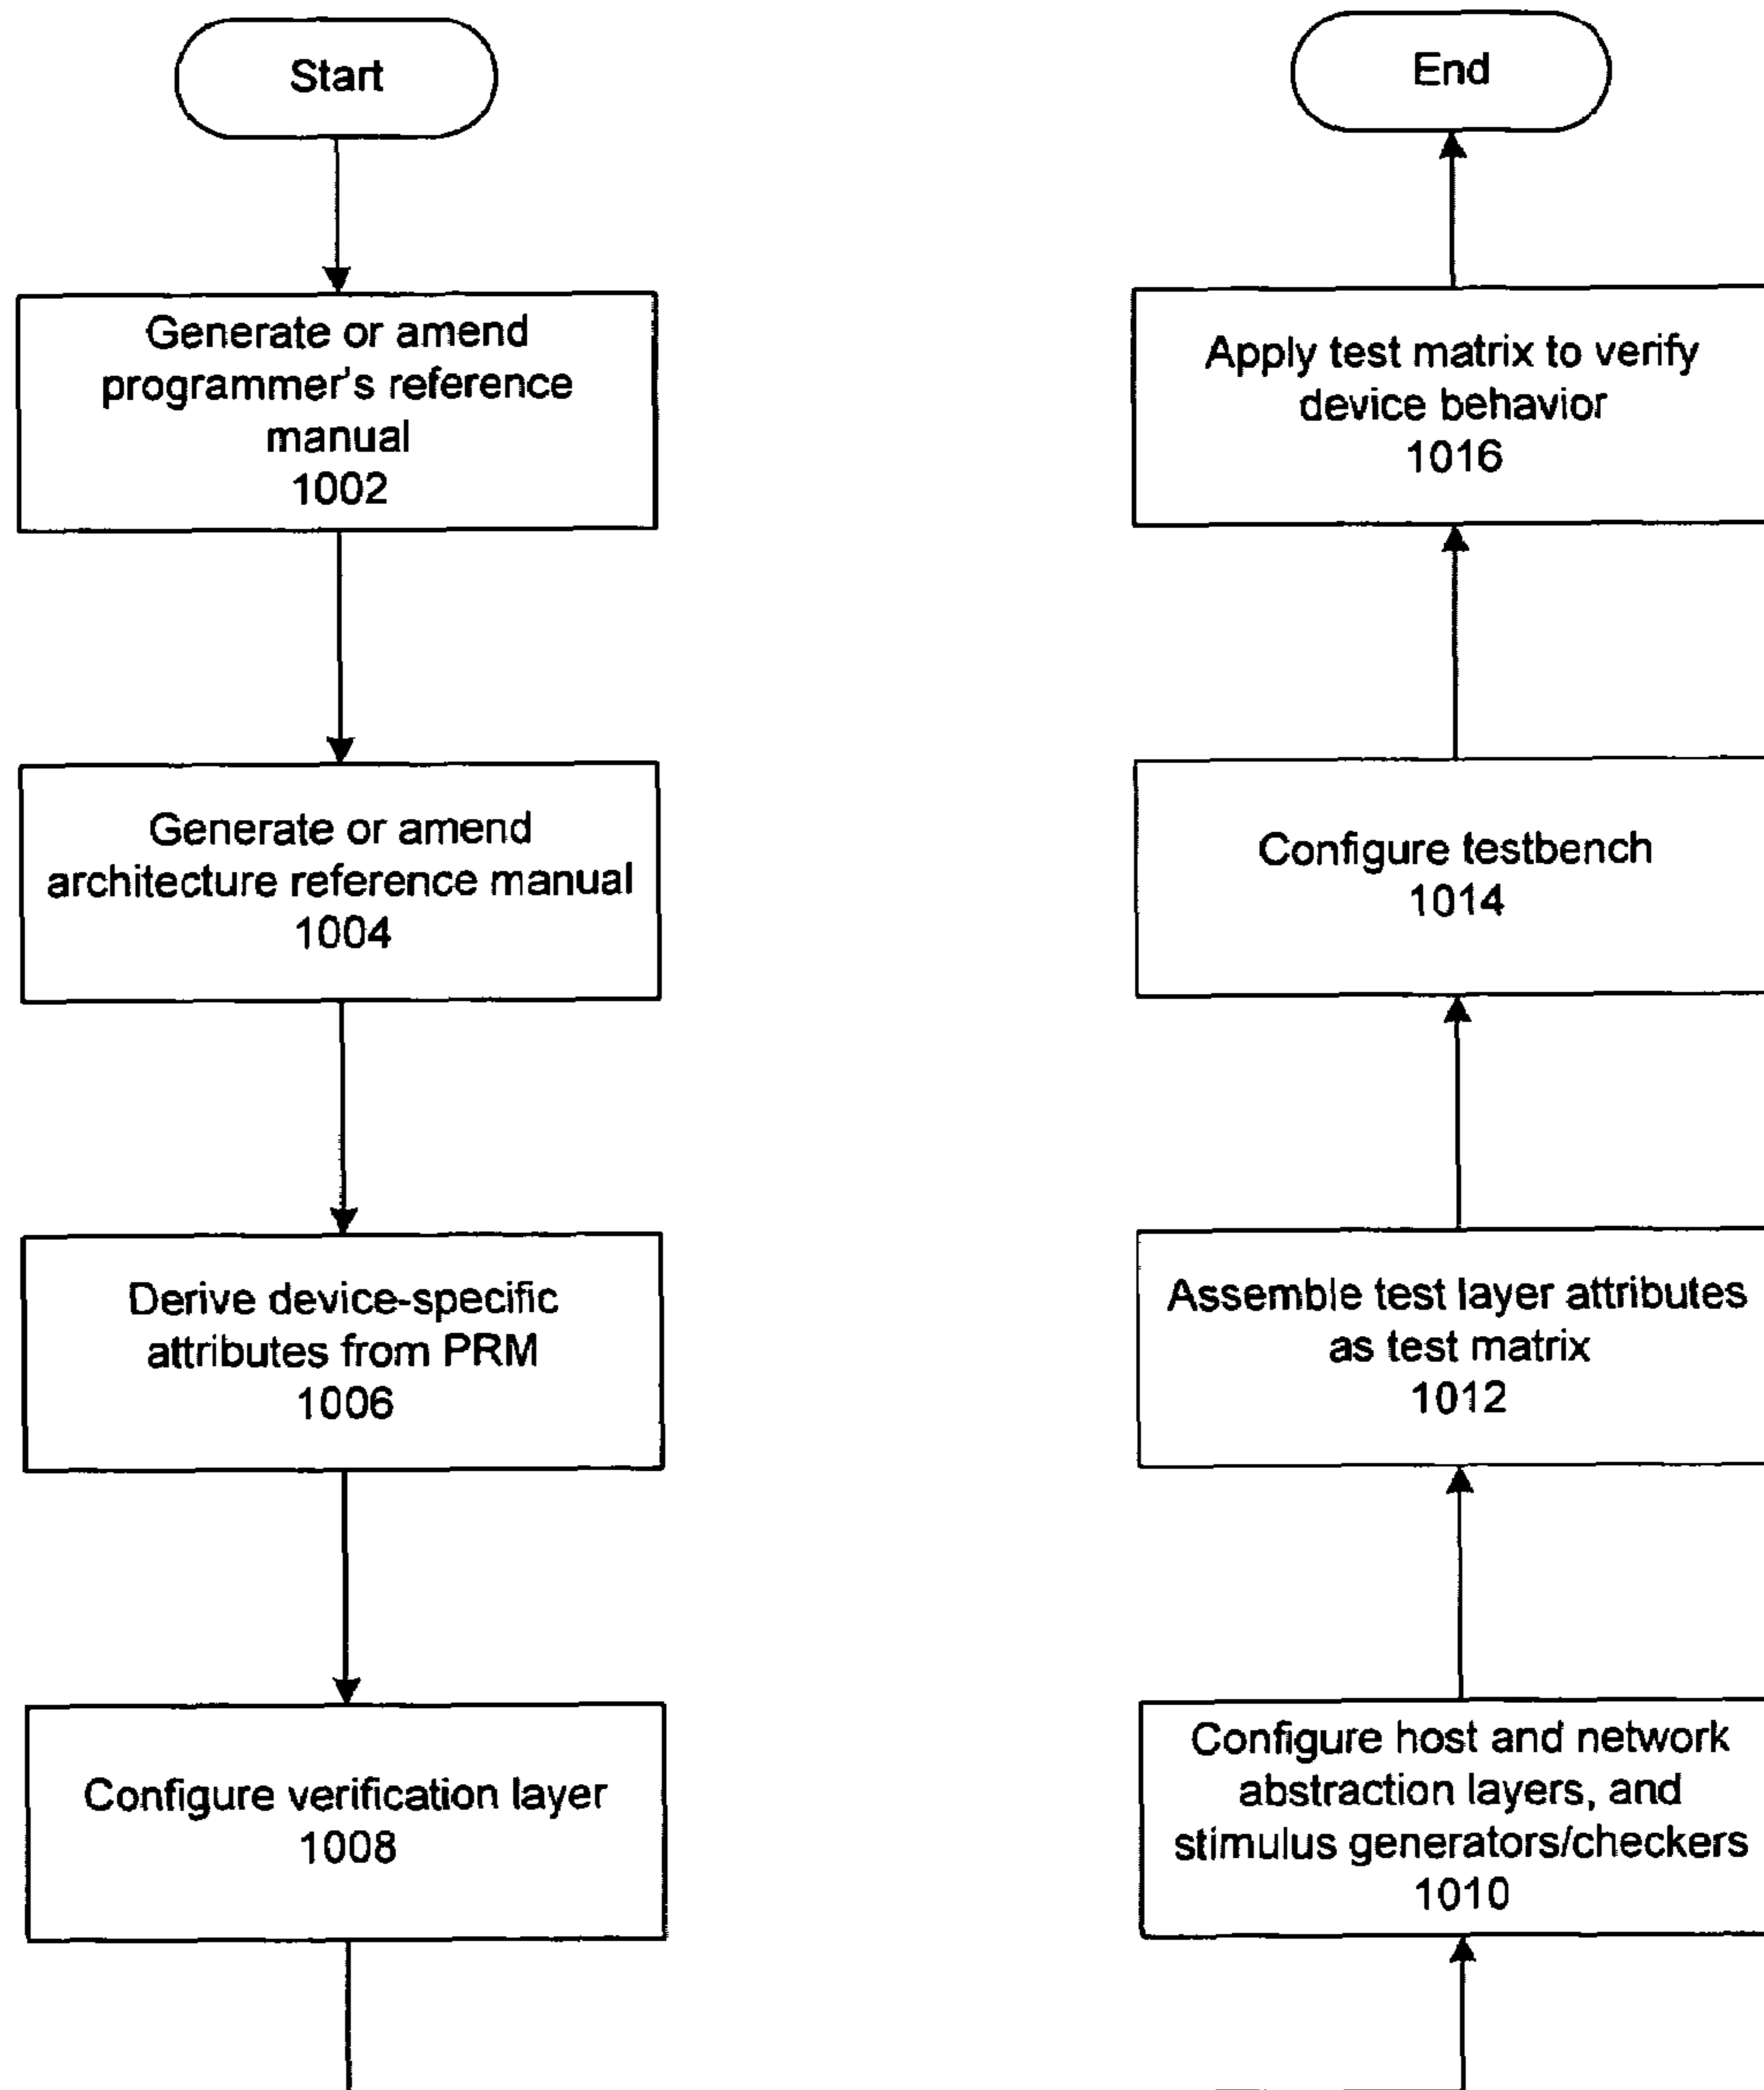 Start
Generate or amend
programmer's reference
manual
1002
Generate or amend
architecture reference manual
1004
Derive device-specific
attributes from PRM
1006
Configure verification layer
1008
Configure host and network
abstraction layers, and
stimulus generators/checkers
1010
Assemble test layer attributes
as test matrix
1012
Configure testbench
1014
Apply test matrix to verify
device behavior
1016
End